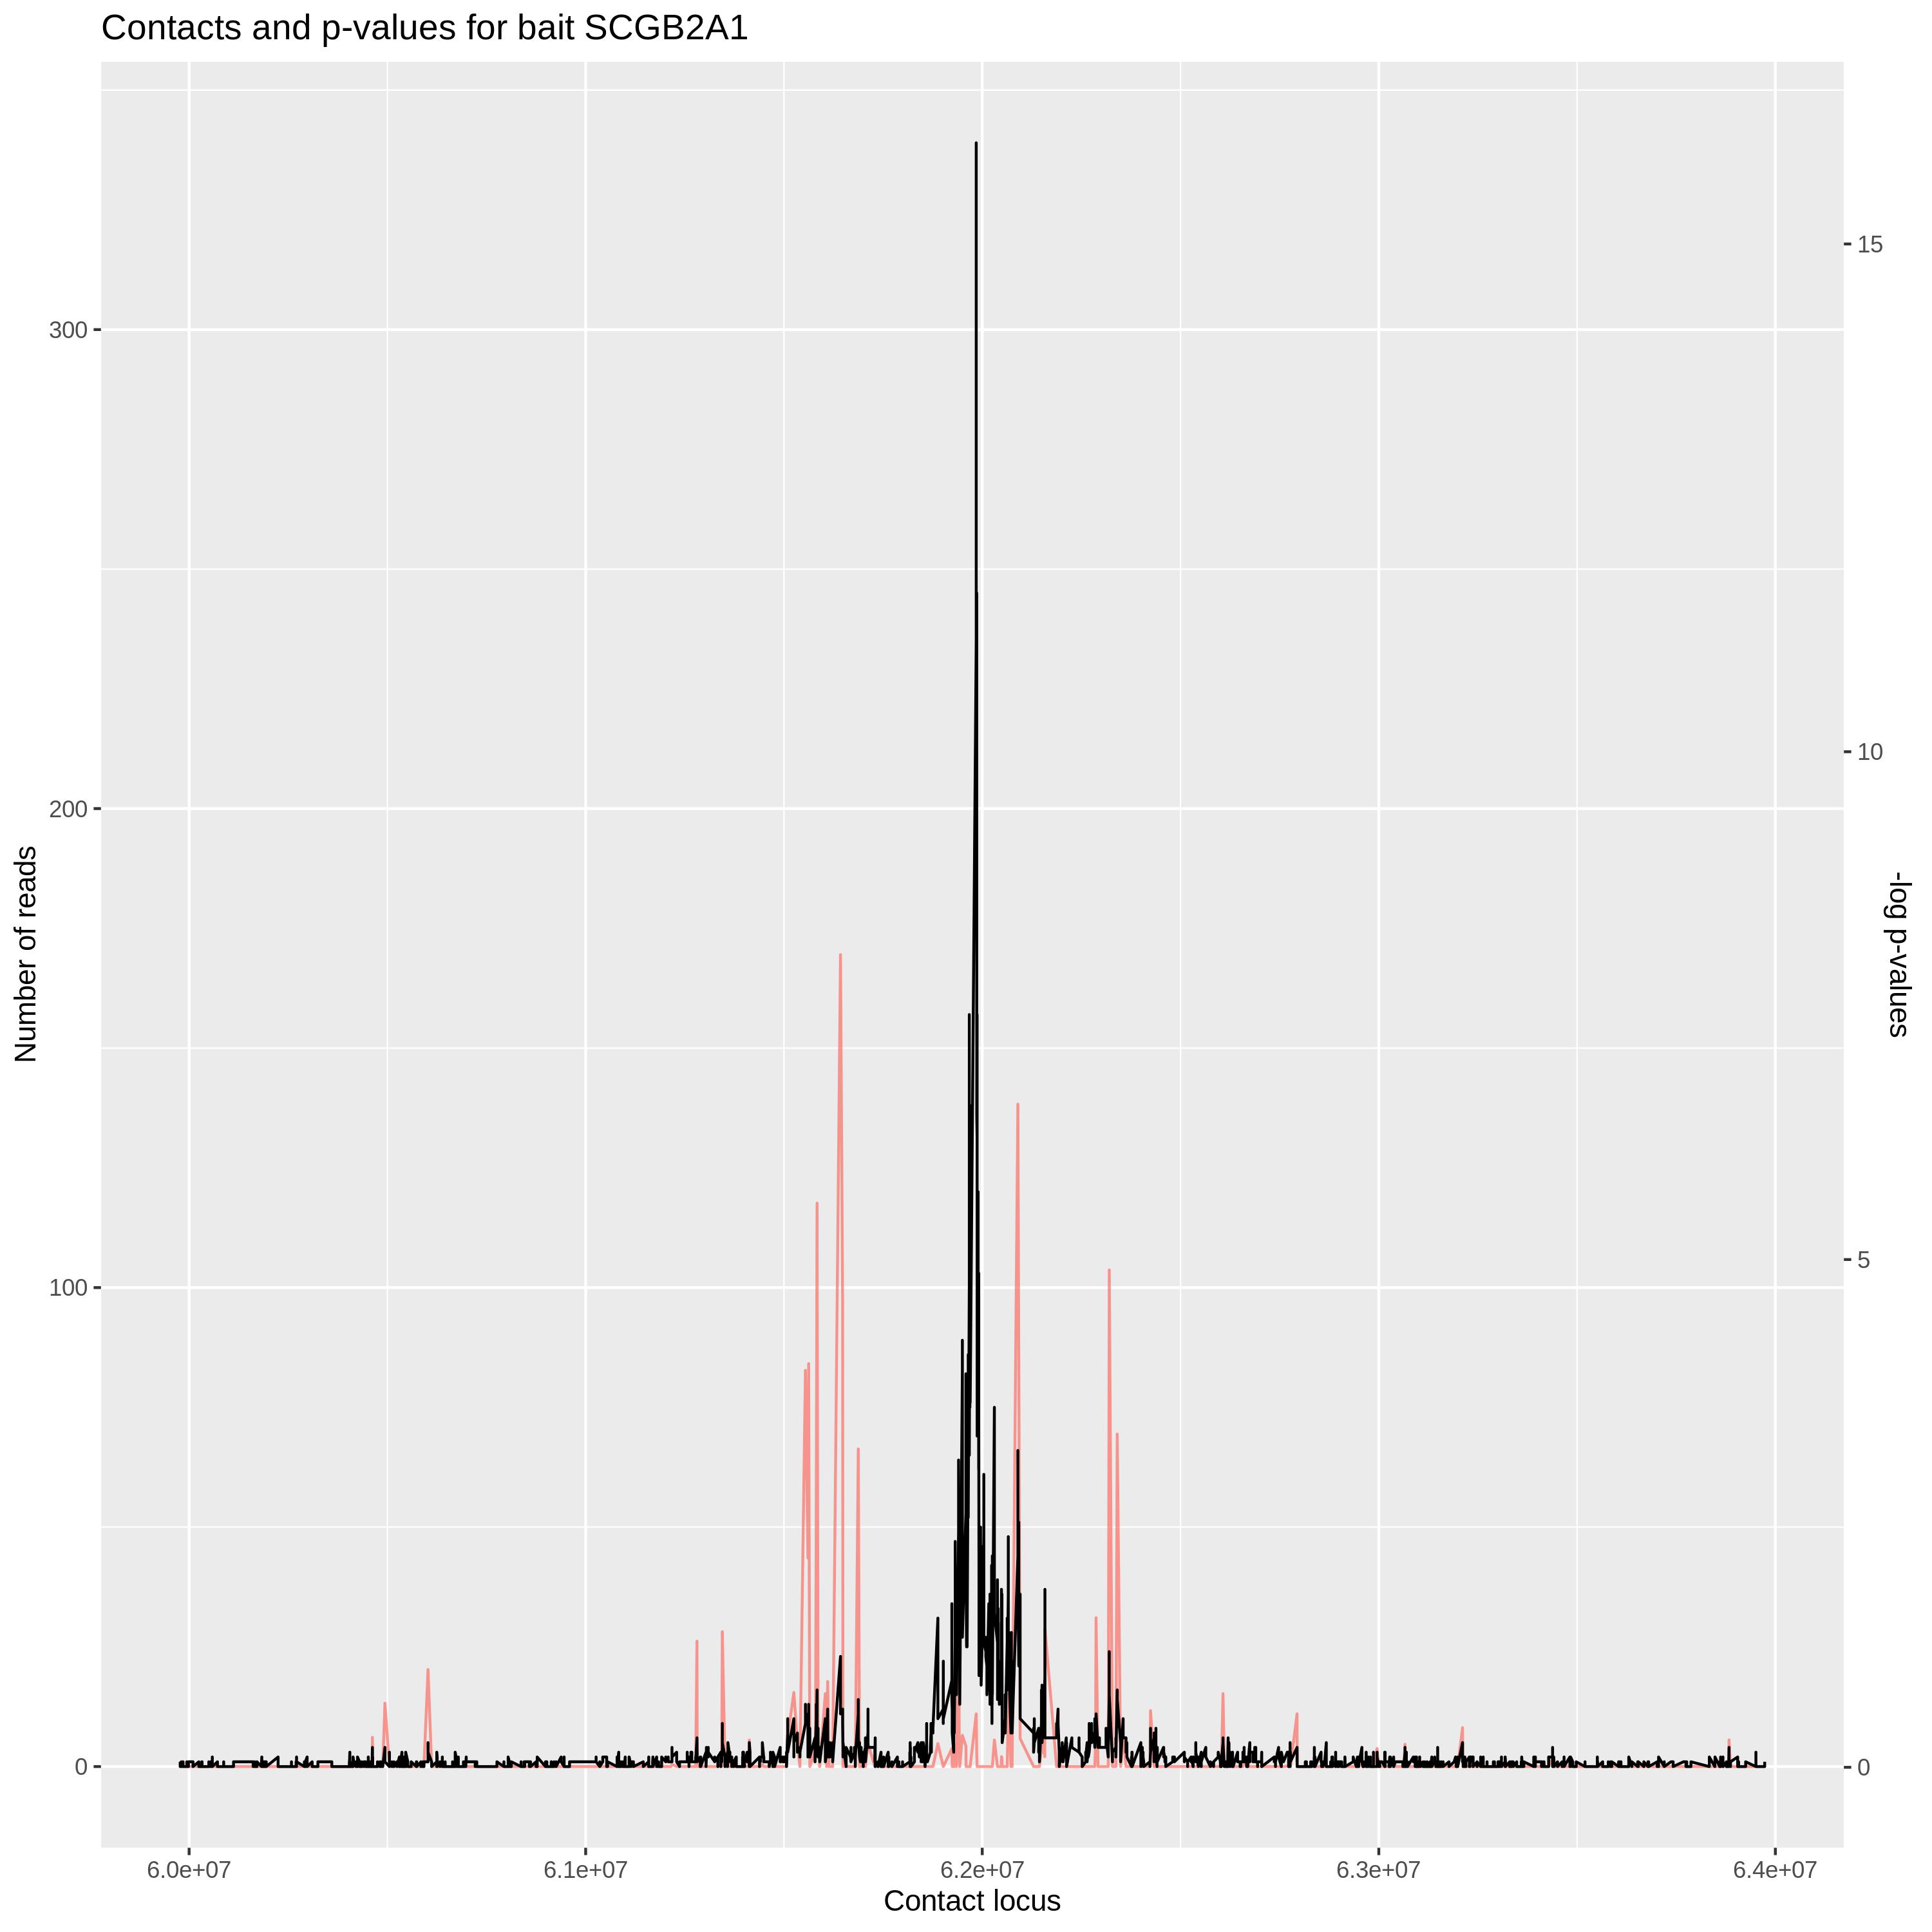 Contacts and p-values for bait SCGB2A1
Number of reads
300
200
100
0
15
10
5
0
-log p-values
6.0e+07
6.1e+07
6.2e+07
6.3e+07
6.4e+07
Contact locus